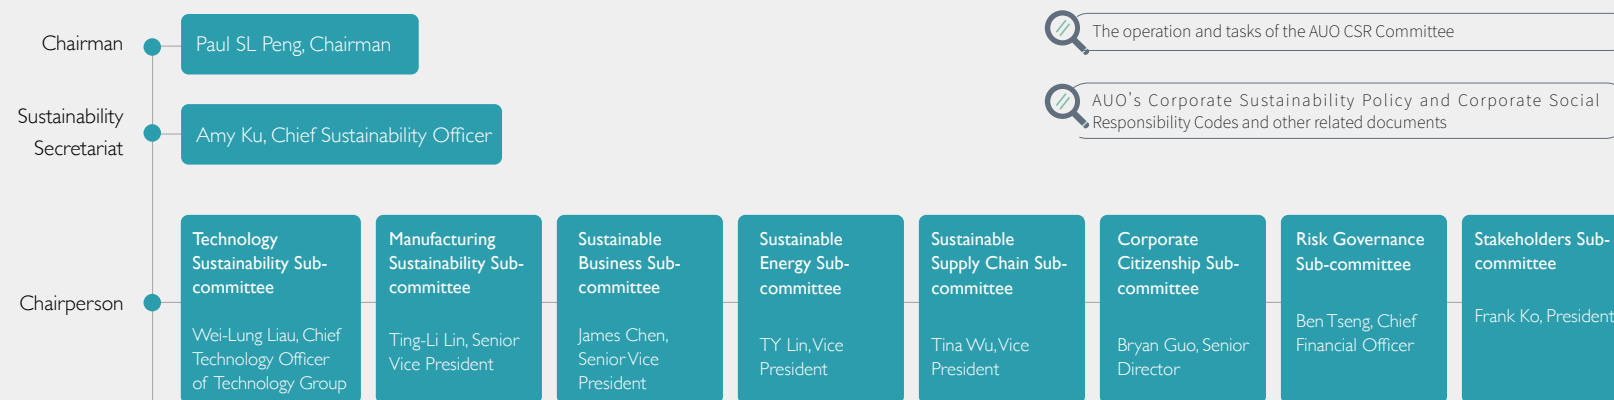 Chairman
Paul SL Peng, Chairman
The operation and tasks of the AUO CSR Committee
Sustainability
Secretariat
Amy Ku, Chief Sustainability Officer
AUO's Corporate Sustainability Policy and Corporate Social
Responsibility Codes and other related documents
Chairperson
Technology
Sustainability Sub-
committee
Wei-Lung Liau, Chief
Technology Officer
of Technology Group
Manufacturing
Sustainability Sub-
committee
Ting-Li Lin, Senior
Vice President
Sustainable
Business Sub-
committee
James Chen,
Senior Vice
President
Sustainable
Energy Sub-
committee
TY Lin, Vice
President
Sustainable
Supply Chain Sub-
committee
Tina Wu, Vice
President
Corporate
Citizenship Sub-
committee
Bryan Guo, Senior
Director
Risk Governance
Sub-committee
Ben Tseng, Chief
Financial Officer
Stakeholders Sub-
committee
Frank Ko, President